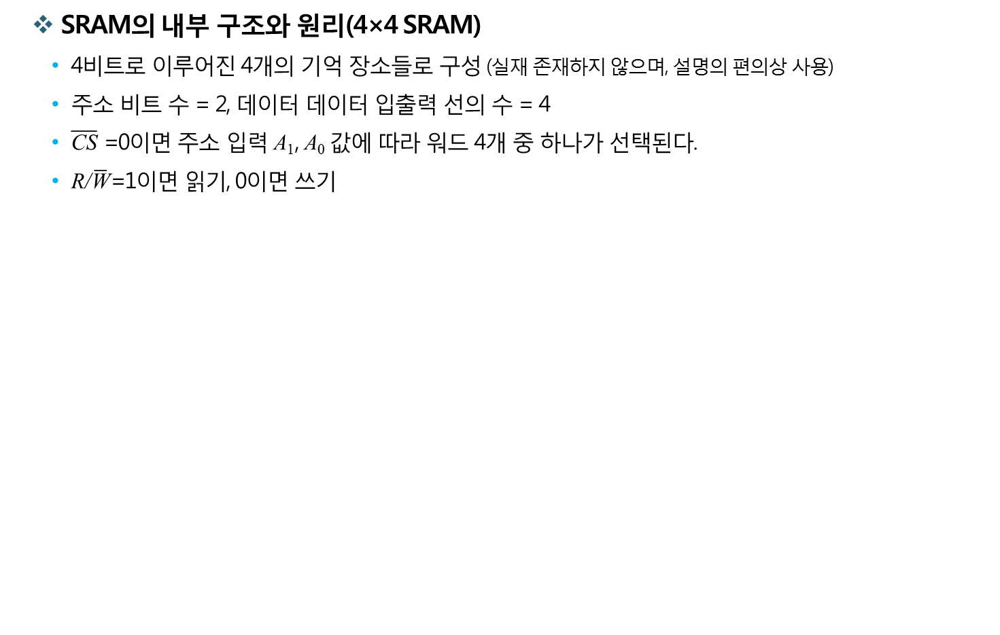 ❖ SRAM의 내부 구조와 원리(4×4 SRAM)
• 4비트로 이루어진 4개의 기억 장소들로 구성 (실재 존재하지 않으며, 설명의 편의상 사용)
• 주소 비트 수 = 2, 데이터 데이터 입출력 선의 수 = 4
• C̅S̅ =0이면 주소 입력 A₁, A₀ 값에 따라 워드 4개 중 하나가 선택된다.
• R/W̅=1이면 읽기, 0이면 쓰기